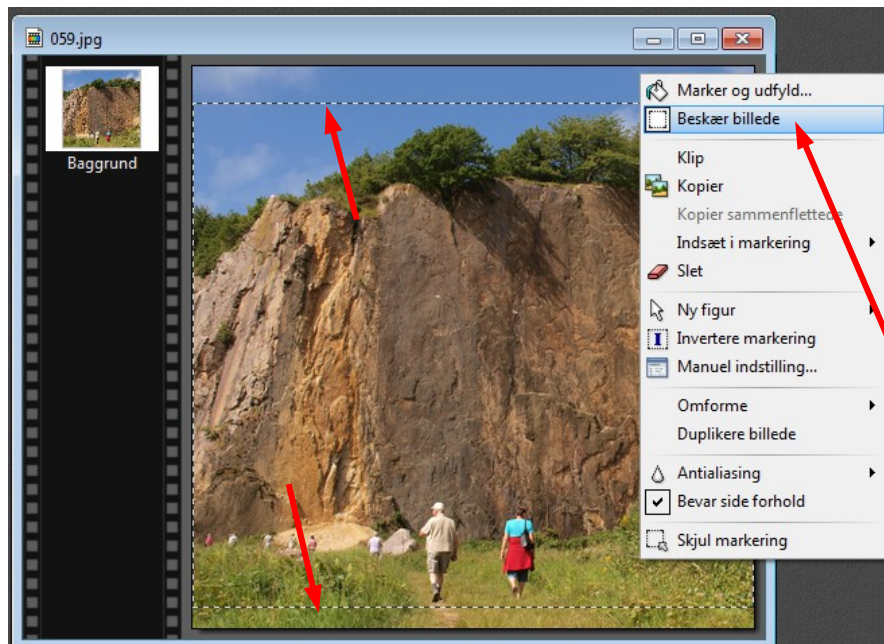 059.jpg
Baggrund
Marker og udfyld...
Beskær billede
Klip
Kopier
Kopier sammenflettede
Indsæt i markering
Slet
Ny figur
Invertere markering
Manuel indstilling...
Omforme
Duplikere billede
Antialiasing
Bevar side forhold
Skjul markering